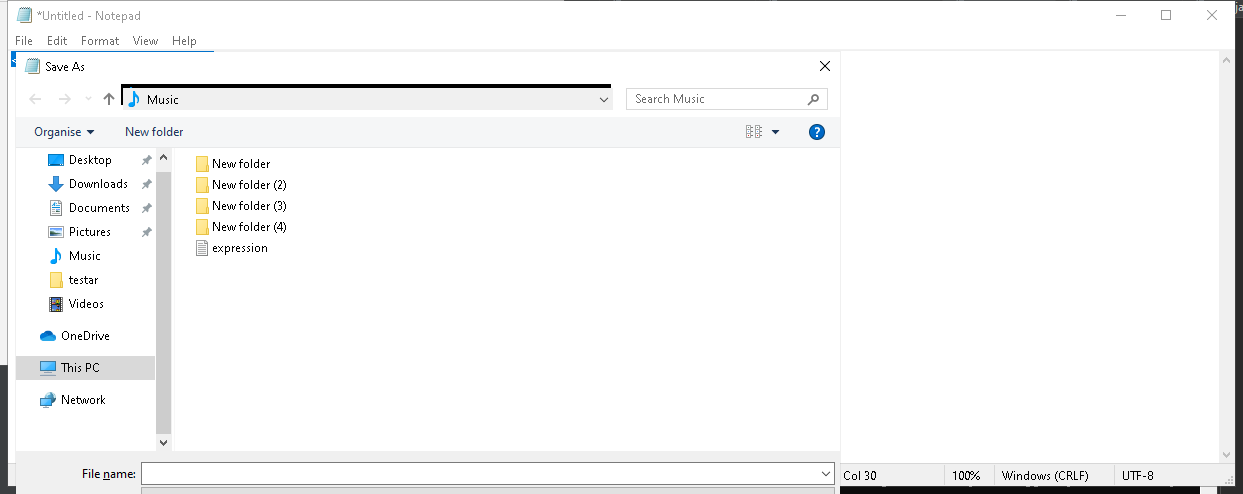 *Untitled - Notepad
File Edit Format View Help
Save As
Music
Search Music
Organise New folder
Desktop
Downloads
Documents
Pictures
Music
testar
Videos
OneDrive
This PC
Network
New folder
New folder (2)
New folder (3)
New folder (4)
expression
File name:
Col 30 100% Windows (CRLF) UTF-8